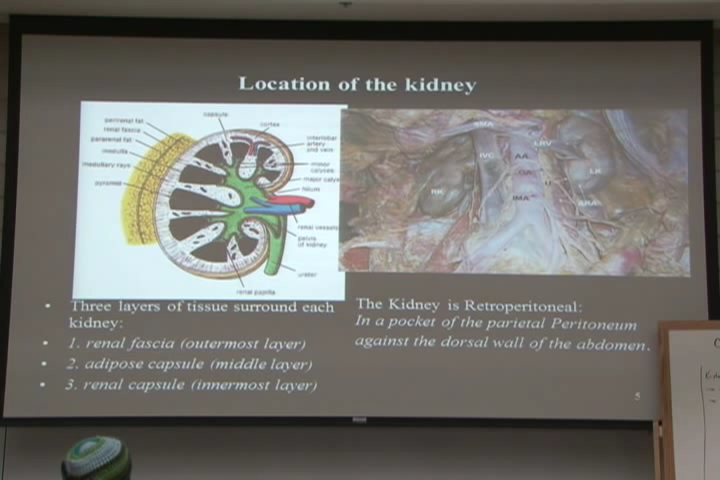 Location of the kidney
capsule
cortex
perirenal fat
renal fascia
pararenal fat
medulla
medullary rays
pyramid
interlobar
artery
and vein
minor
calyces
major calyx
hilum
renal vessels
pelvis
of kidney
ureter
renal papilla
SMA
LRV
IVC
AA
LK
RK
IMA
U
• Three layers of tissue surround each
kidney:
• 1. renal fascia (outermost layer)
• 2. adipose capsule (middle layer)
• 3. renal capsule (innermost layer)
The Kidney is Retroperitoneal:
In a pocket of the parietal Peritoneum
against the dorsal wall of the abdomen.
5